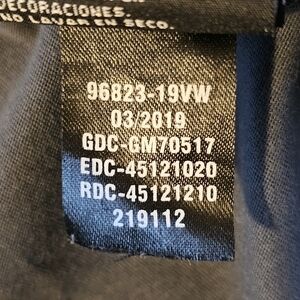 DECORACIONES.
NO LAVAR EN SECO.
96823-19VW
03/2019
GDC-GM70517
EDC-45121020
RDC-45121210
219112